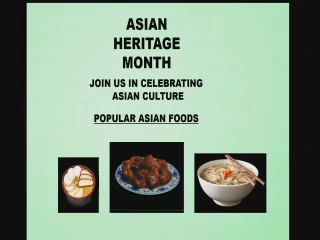 ASIAN
HERITAGE
MONTH
JOIN US IN CELEBRATING
ASIAN CULTURE
POPULAR ASIAN FOODS